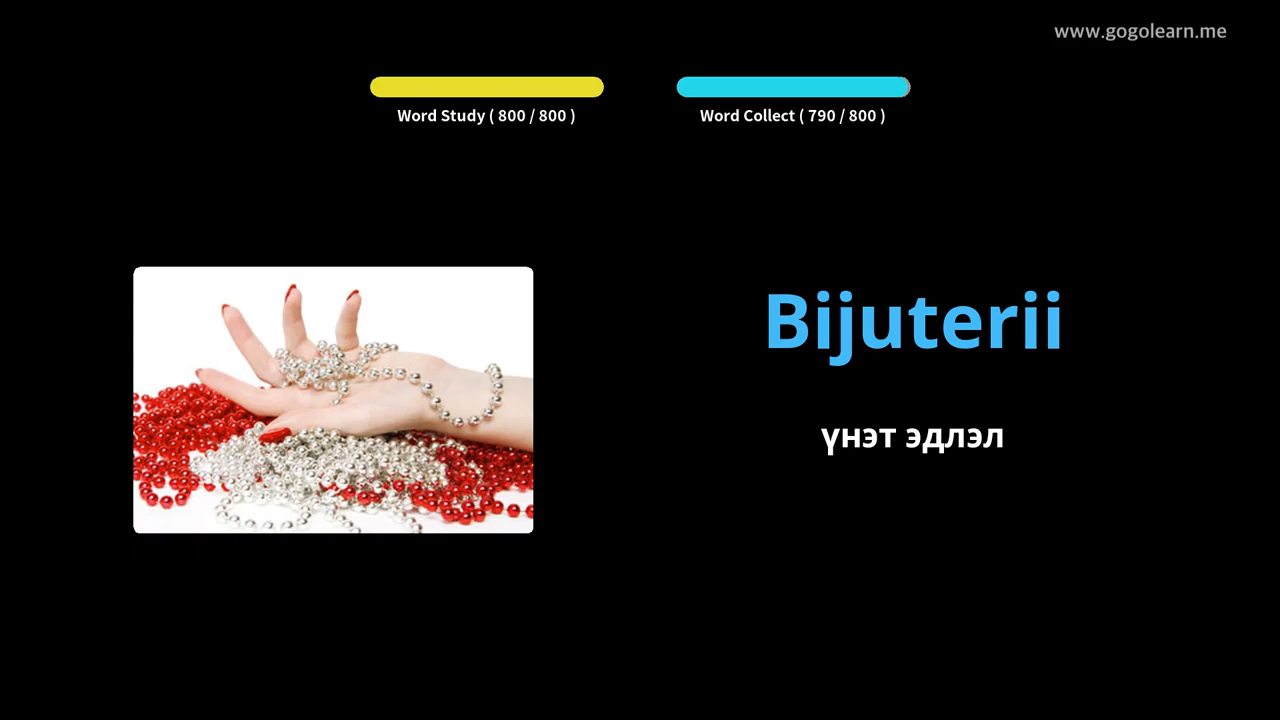 www.gogolearn.me
Word Study ( 800 / 800 )
Word Collect ( 790 / 800 )
Bijuterii
үнэт эдлэл